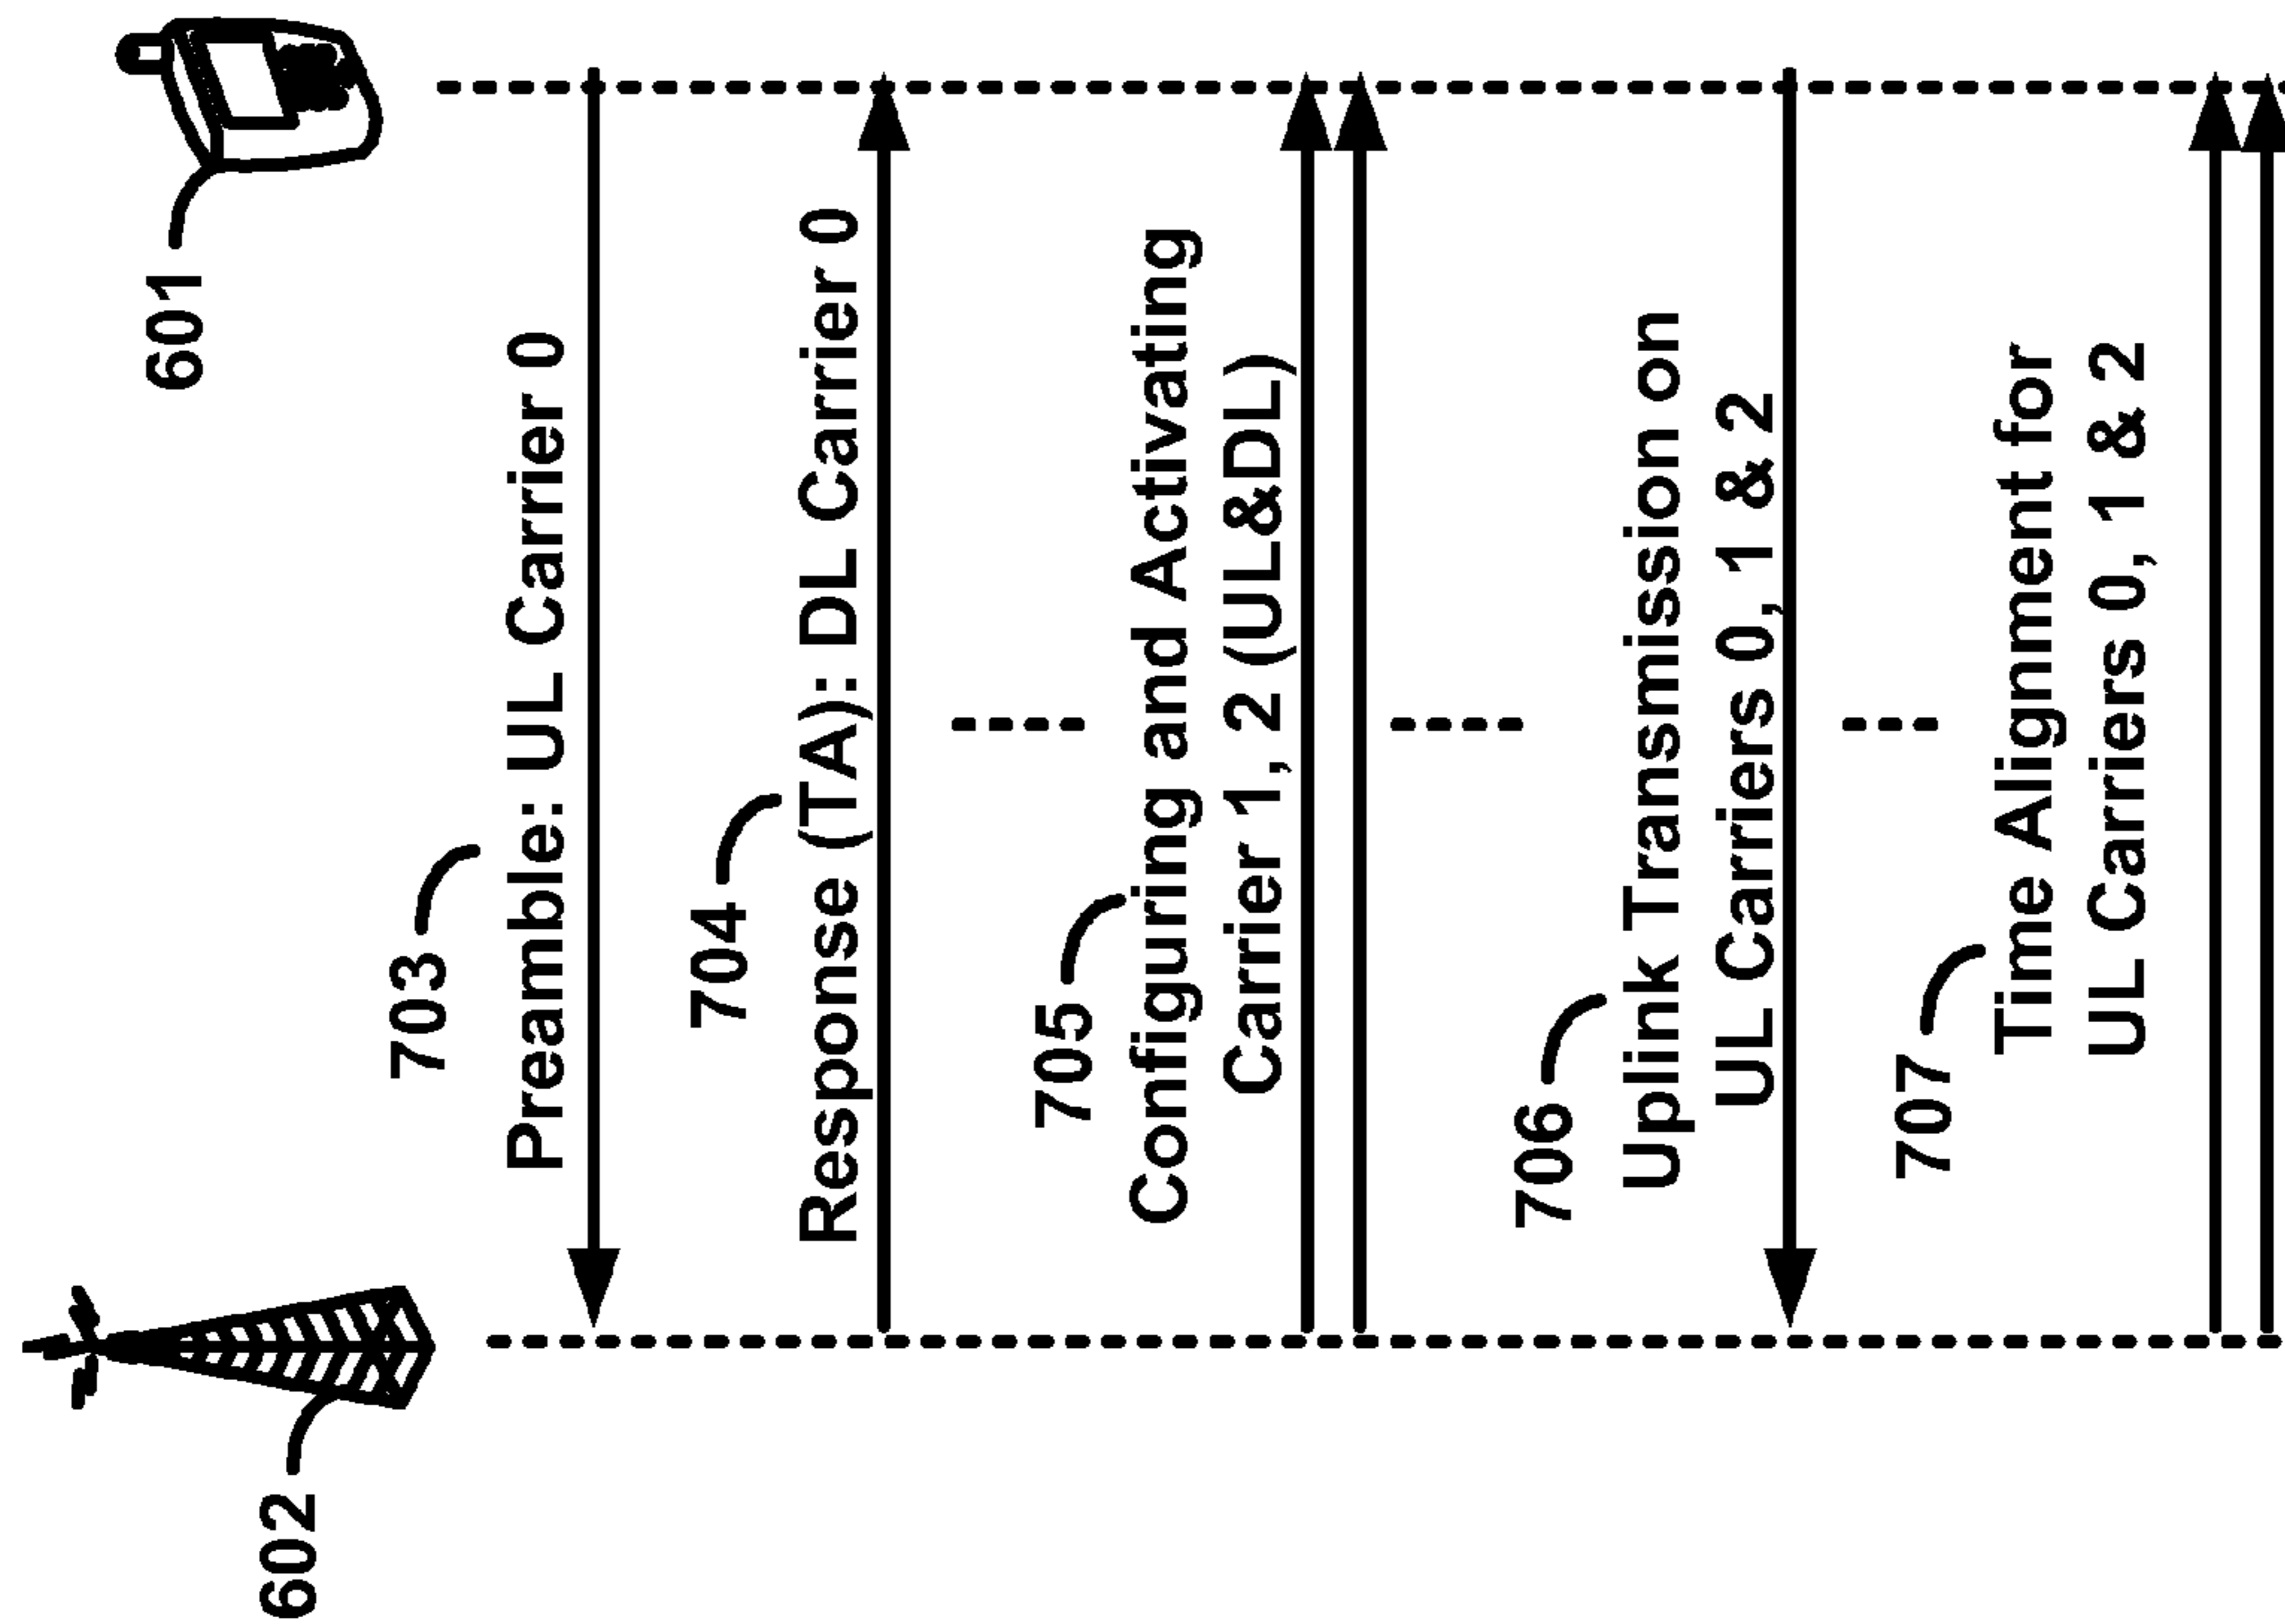 602
601
703
Preamble: UL Carrier 0
704
Response (TA): DL Carrier 0
705
Configuring and Activating
Carrier 1, 2 (UL&DL)
706
Uplink Transmission on
UL Carriers 0, 1 & 2
707
Time Alignment for
UL Carriers 0, 1 & 2